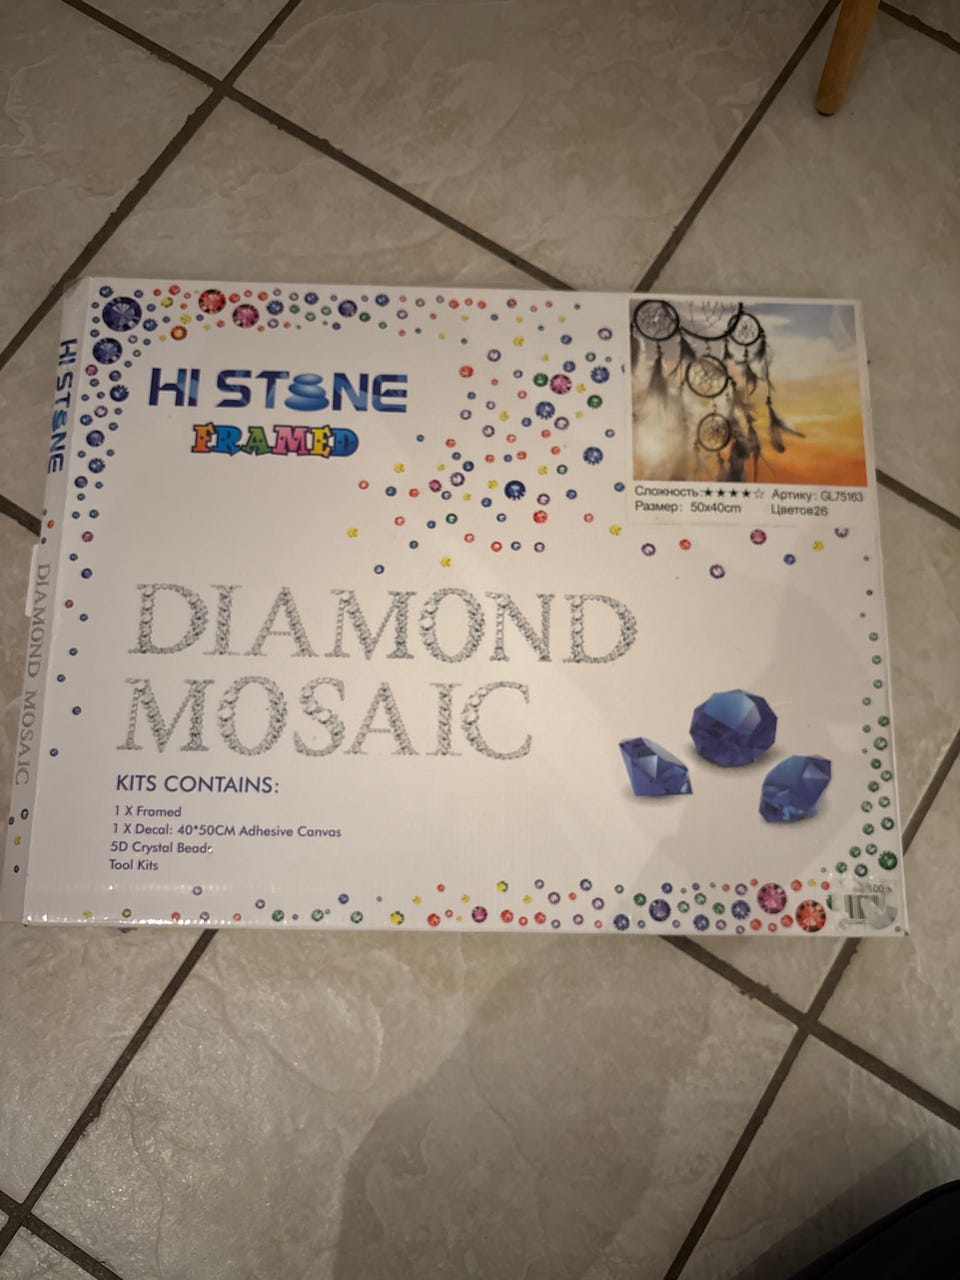 HI STONE
FRAMED
Сложность:★★★★☆ Артику: GL75163
Размер: 50x40cm Цветов26
DIAMOND
MOSAIC
KITS CONTAINS:
1 X Framed
1 X Decal: 40*50CM Adhesive Canvas
5D Crystal Beads
Tool Kits
HI STONE
DIAMOND MOSAIC